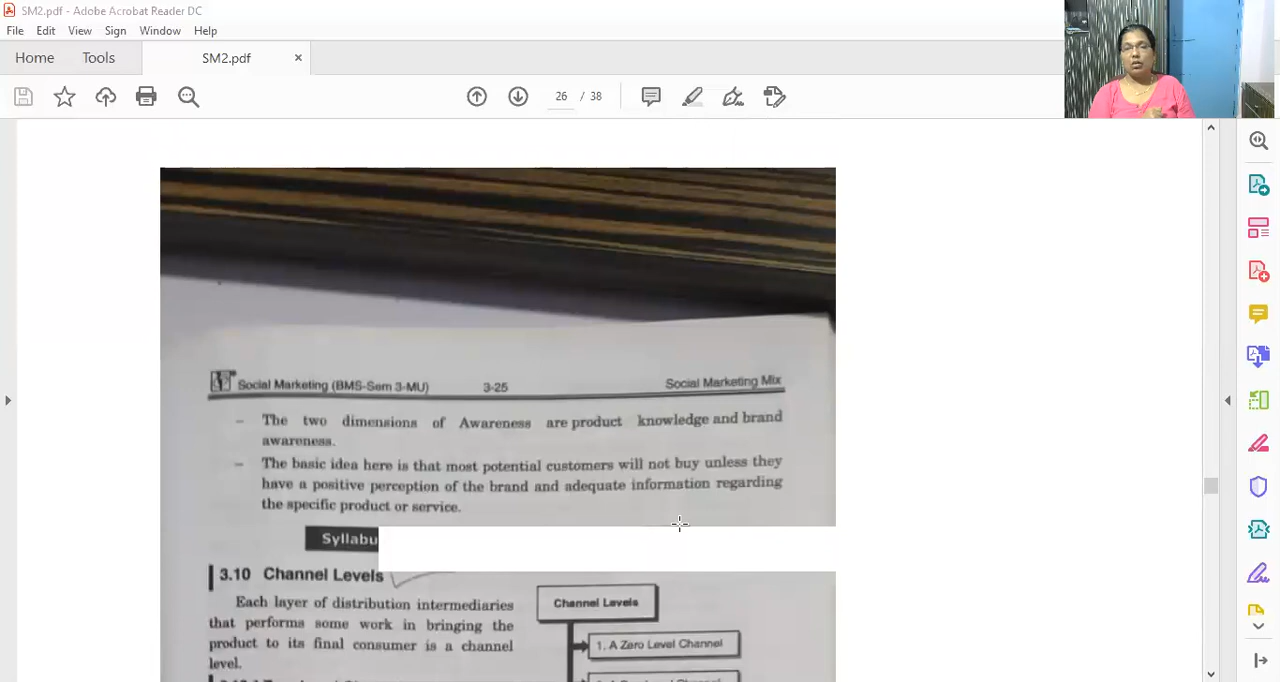 SM2.pdf - Adobe Acrobat Reader DC
File Edit View Sign Window Help
Home Tools SM2.pdf ×
26 / 38
Social Marketing (BMS-Sem 3-MU) 3-25 Social Marketing Mix
– The two dimensions of Awareness are product knowledge and brand
awareness.
– The basic idea here is that most potential customers will not buy unless they
have a positive perception of the brand and adequate information regarding
the specific product or service.
Syllabu
3.10 Channel Levels
Each layer of distribution intermediaries
that performs some work in bringing the
product to its final consumer is a channel
level.
Channel Levels
1. A Zero Level Channel